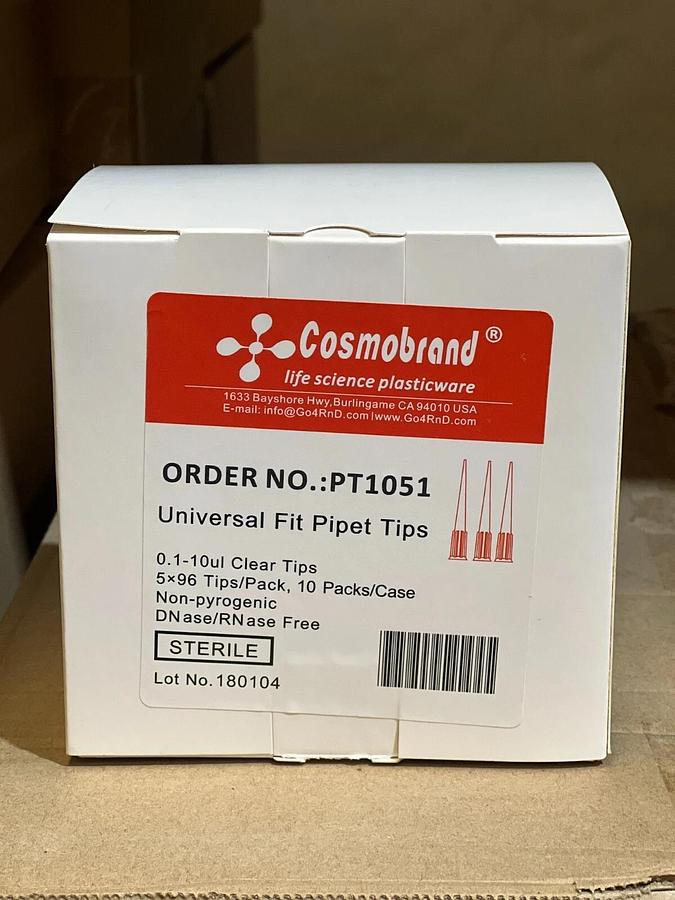 Cosmobrand®
life science plasticware
1633 Bayshore Hwy,Burlingame CA 94010 USA
E-mail: info@Go4RnD.com|www.Go4RnD.com
ORDER NO.:PT1051
Universal Fit Pipet Tips
0.1-10ul Clear Tips
5×96 Tips/Pack, 10 Packs/Case
Non-pyrogenic
DNase/RNase Free
STERILE
Lot No.180104